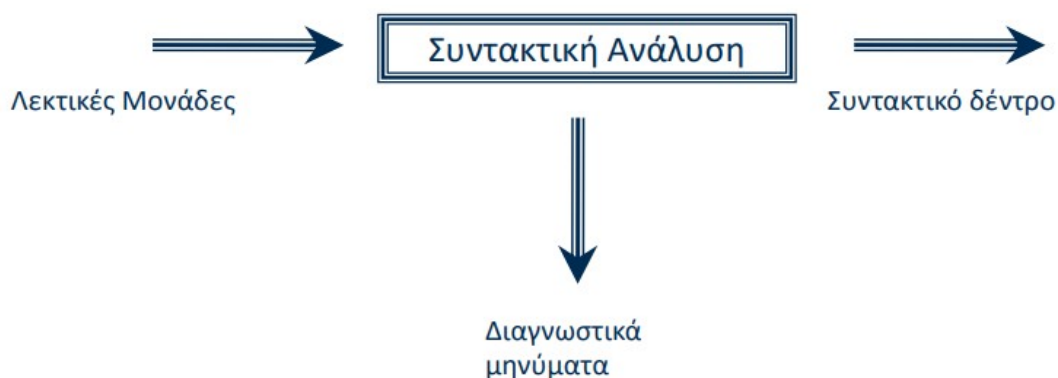 Συντακτική Ανάλυση
Λεκτικές Μονάδες
Συντακτικό δέντρο
Διαγνωστικά
μηνύματα